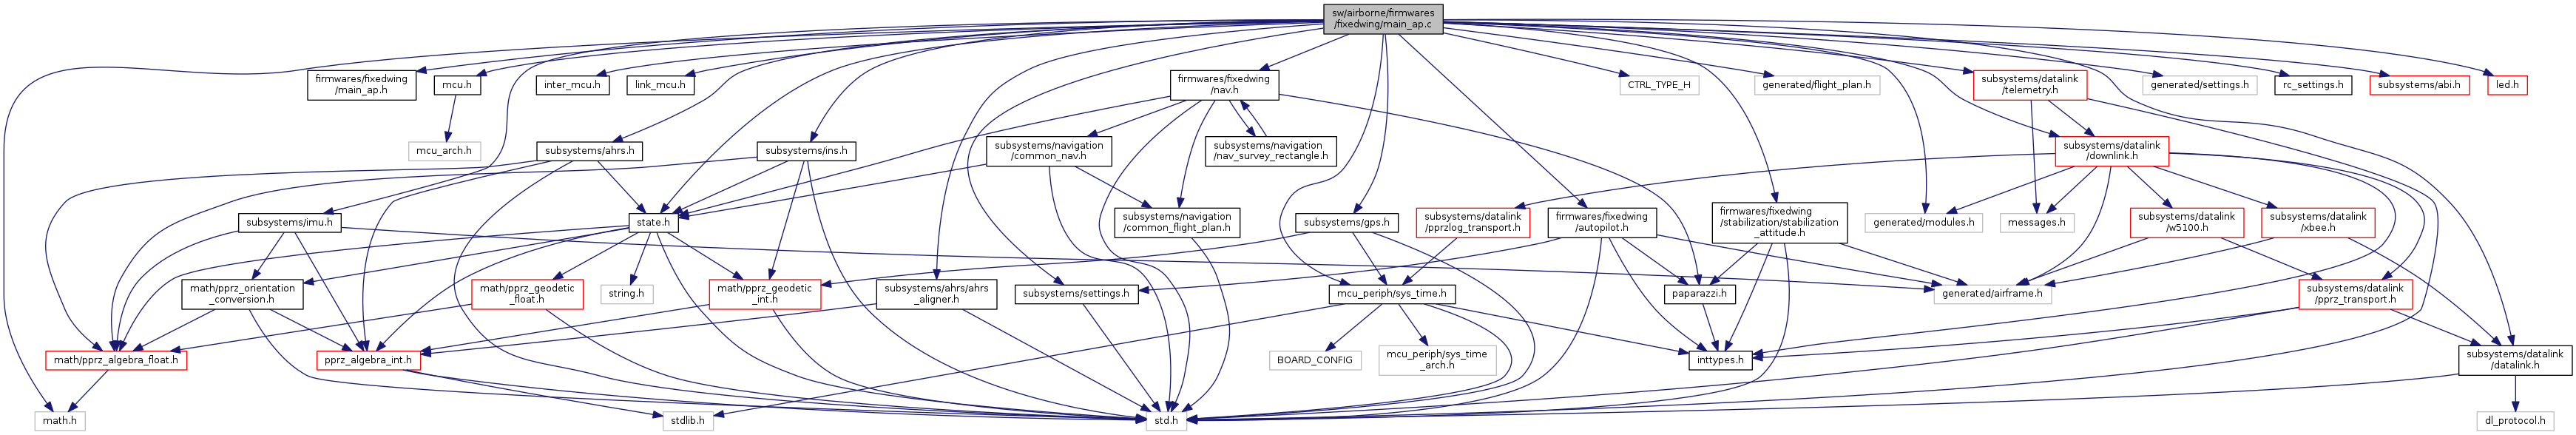 sw/airborne/firmwares
/fixedwing/main_ap.c
firmwares/fixedwing
/main_ap.h
mcu.h
inter_mcu.h
link_mcu.h
firmwares/fixedwing
/nav.h
CTRL_TYPE_H
generated/flight_plan.h
subsystems/datalink
/telemetry.h
generated/settings.h
rc_settings.h
subsystems/abi.h
led.h
mcu_arch.h
subsystems/ahrs.h
subsystems/ins.h
subsystems/navigation
/common_nav.h
subsystems/navigation
/nav_survey_rectangle.h
subsystems/datalink
/downlink.h
subsystems/imu.h
state.h
subsystems/navigation
/common_flight_plan.h
subsystems/gps.h
subsystems/datalink
/pprzlog_transport.h
firmwares/fixedwing
/autopilot.h
firmwares/fixedwing
/stabilization/stabilization
_attitude.h
generated/modules.h
messages.h
subsystems/datalink
/w5100.h
subsystems/datalink
/xbee.h
math/pprz_orientation
_conversion.h
math/pprz_geodetic
_float.h
string.h
math/pprz_geodetic
_int.h
subsystems/ahrs/ahrs
_aligner.h
subsystems/settings.h
mcu_periph/sys_time.h
paparazzi.h
generated/airframe.h
subsystems/datalink
/pprz_transport.h
math/pprz_algebra_float.h
pprz_algebra_int.h
BOARD_CONFIG
mcu_periph/sys_time
_arch.h
inttypes.h
subsystems/datalink
/datalink.h
math.h
stdlib.h
std.h
dl_protocol.h